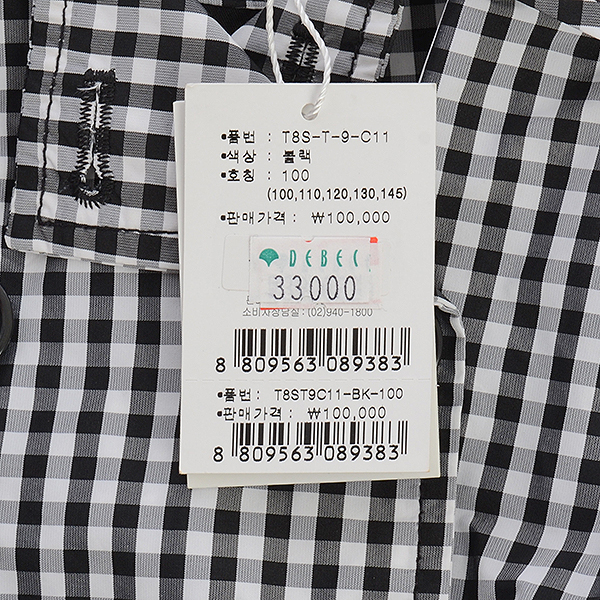 •품번 : T8S-T-9-C11
•색상 : 블랙
•호칭 : 100
(100,110,120,130,145)
•판매가격 : ₩100,000
DEBEC
33000
소비자상담실 : (02)940-1800
8 809563 089383
•품번 : T8ST9C11-BK-100
•판매가격 : ₩100,000
8 809563 089383